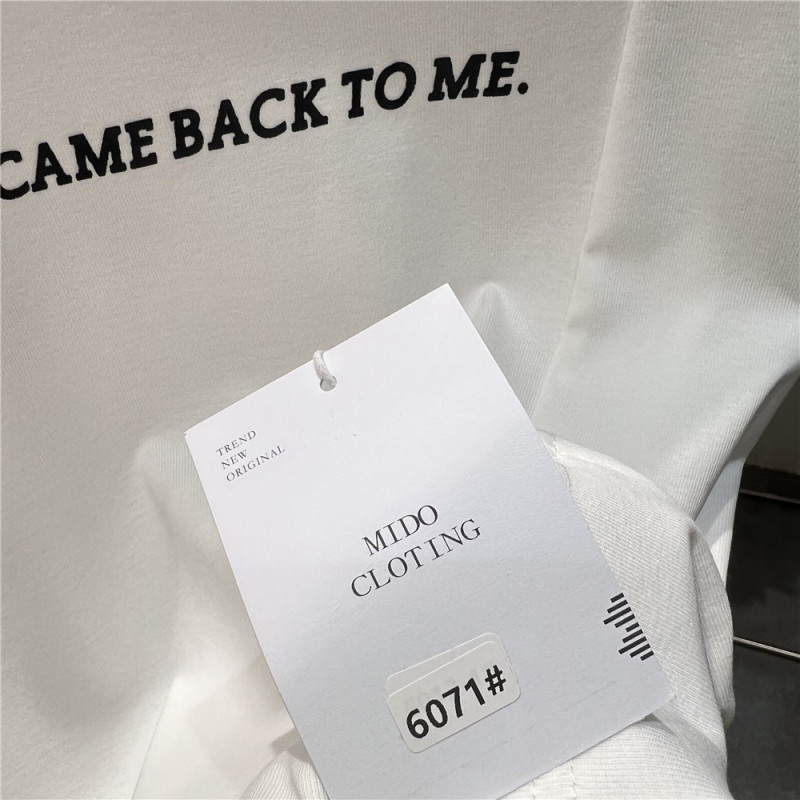 CAME BACK TO ME.
TREND
NEW
ORIGINAL
MIDO
CLOTING
6071#